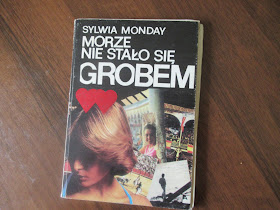 SYLWIA MONDAY
MORZE
NIE STAŁO SIĘ
GROBEM